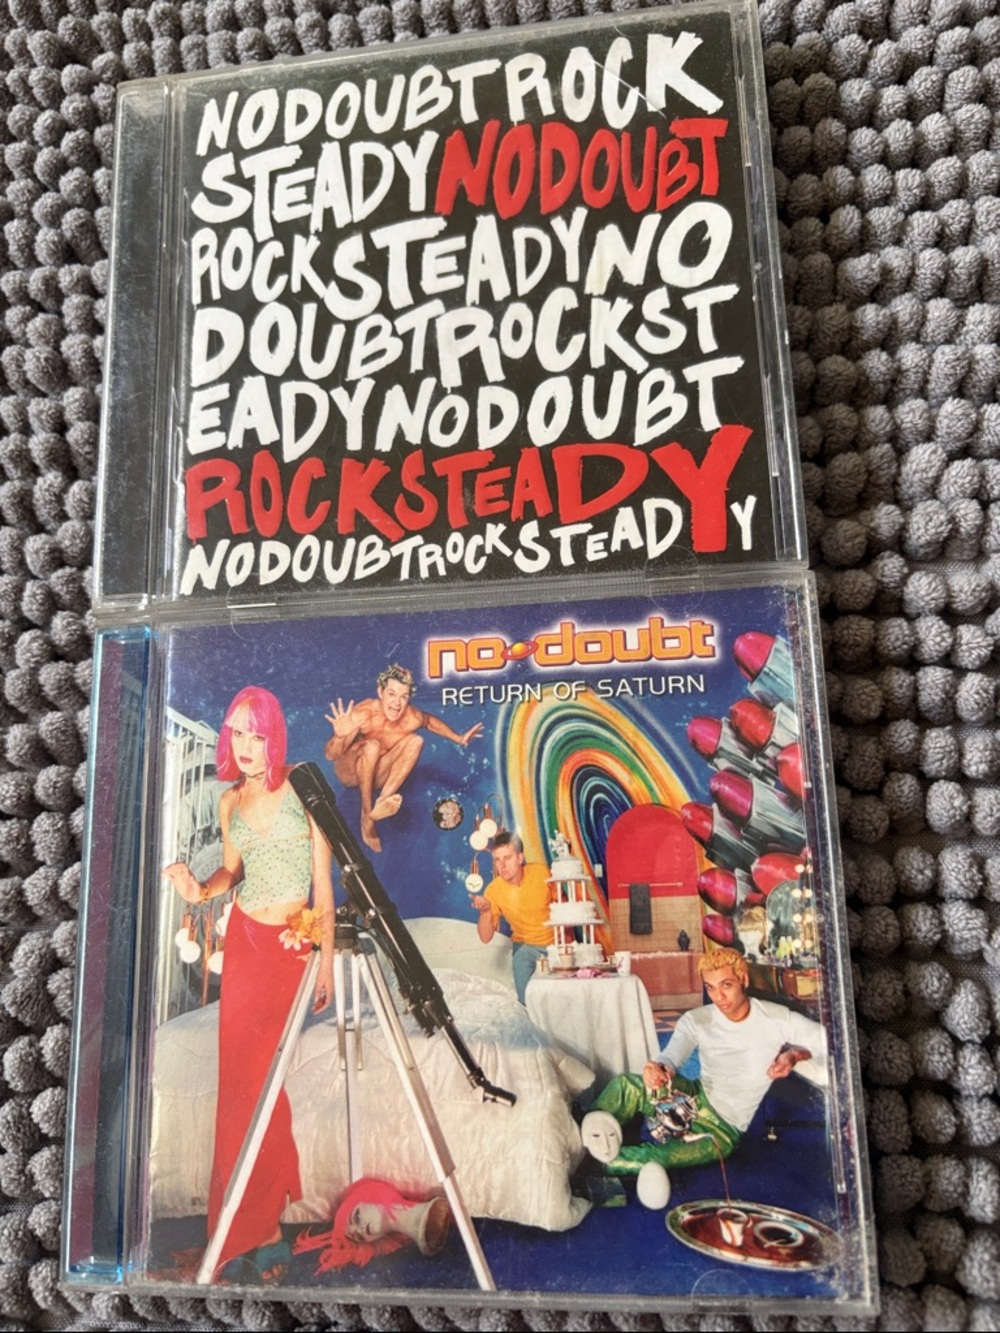 NODOUBTROCK
STEADYNODOUBT
ROCKSTEADYNO
DOUBTROCKST
EADYNODOUBT
ROCKSTEADY
NODOUBTROCKSTEADY
no doubt
RETURN OF SATURN